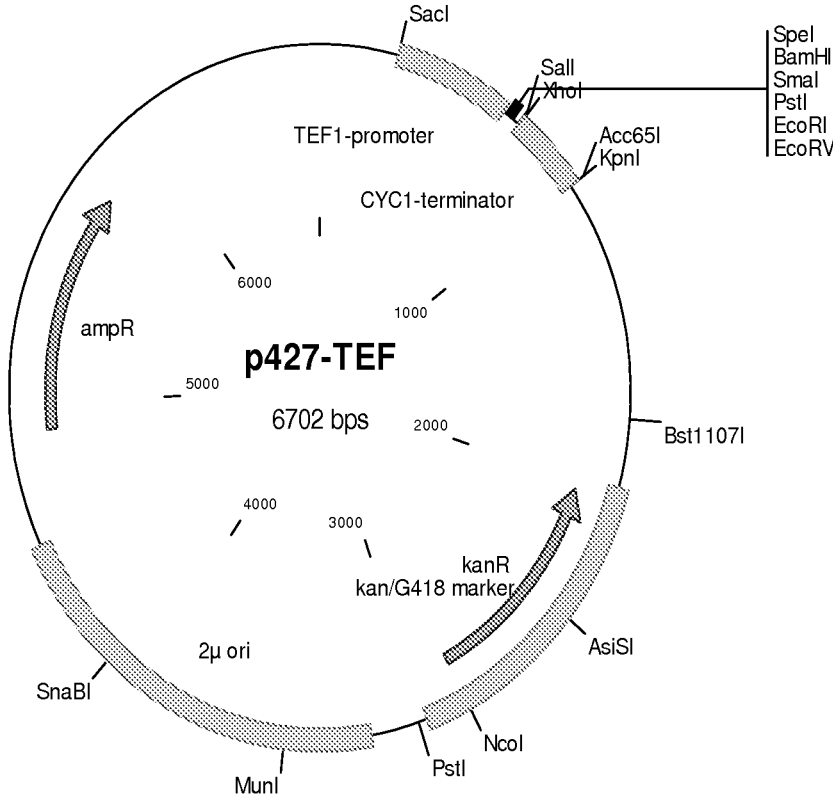 SacI
SpeI
BamHI
SmaI
PstI
EcoRI
EcoRV
SalI
XhoI
Acc65I
KpnI
TEF1-promoter
CYC1-terminator
6000
1000
ampR
p427-TEF
5000
6702 bps
2000
Bst1107I
4000
3000
kanR
kan/G418 marker
2µ ori
AsiSI
SnaBI
NcoI
PstI
MunI